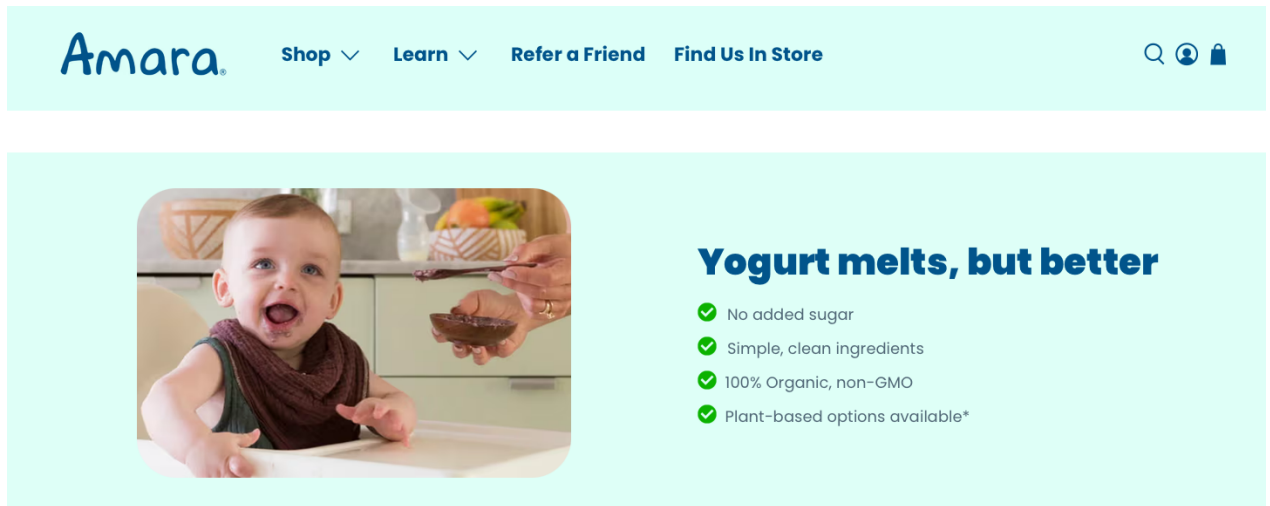 Amara®
Shop Learn Refer a Friend Find Us In Store
Yogurt melts, but better
No added sugar
Simple, clean ingredients
100% Organic, non-GMO
Plant-based options available*